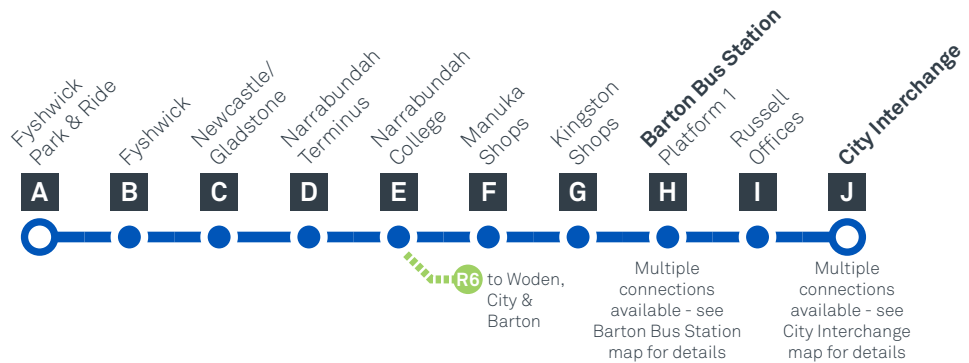 Fyshwick
Park & Ride
Fyshwick
Newcastle/
Gladstone
Narrabundah
Terminus
Narrabundah
College
Manuka
Shops
Kingston
Shops
Barton Bus Station
Platform 1
Russell
Offices
City Interchange
A B C D E F G H I J
R6 to Woden,
City &
Barton
Multiple
connections
available - see
Barton Bus Station
map for details
Multiple
connections
available - see
City Interchange
map for details